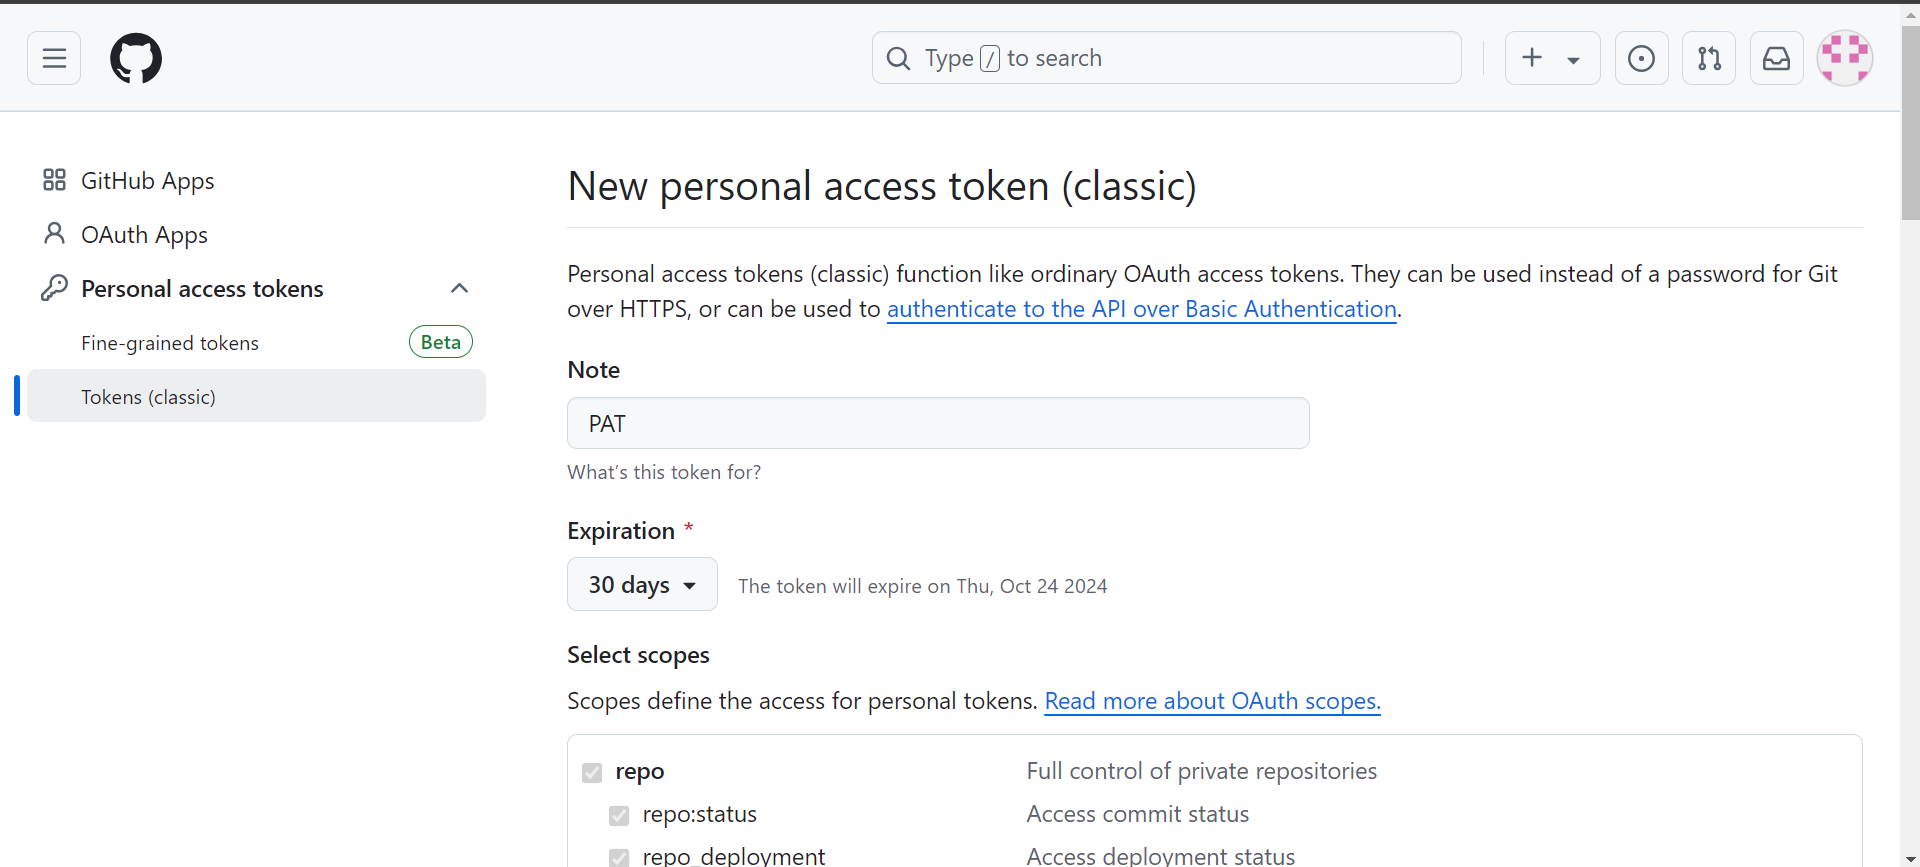 Type / to search
GitHub Apps
OAuth Apps
Personal access tokens
Fine-grained tokens Beta
Tokens (classic)
New personal access token (classic)
Personal access tokens (classic) function like ordinary OAuth access tokens. They can be used instead of a password for Git
over HTTPS, or can be used to authenticate to the API over Basic Authentication.
Note
PAT
What's this token for?
Expiration *
30 days The token will expire on Thu, Oct 24 2024
Select scopes
Scopes define the access for personal tokens. Read more about OAuth scopes.
repo Full control of private repositories
repo:status Access commit status
repo_deployment Access deployment status